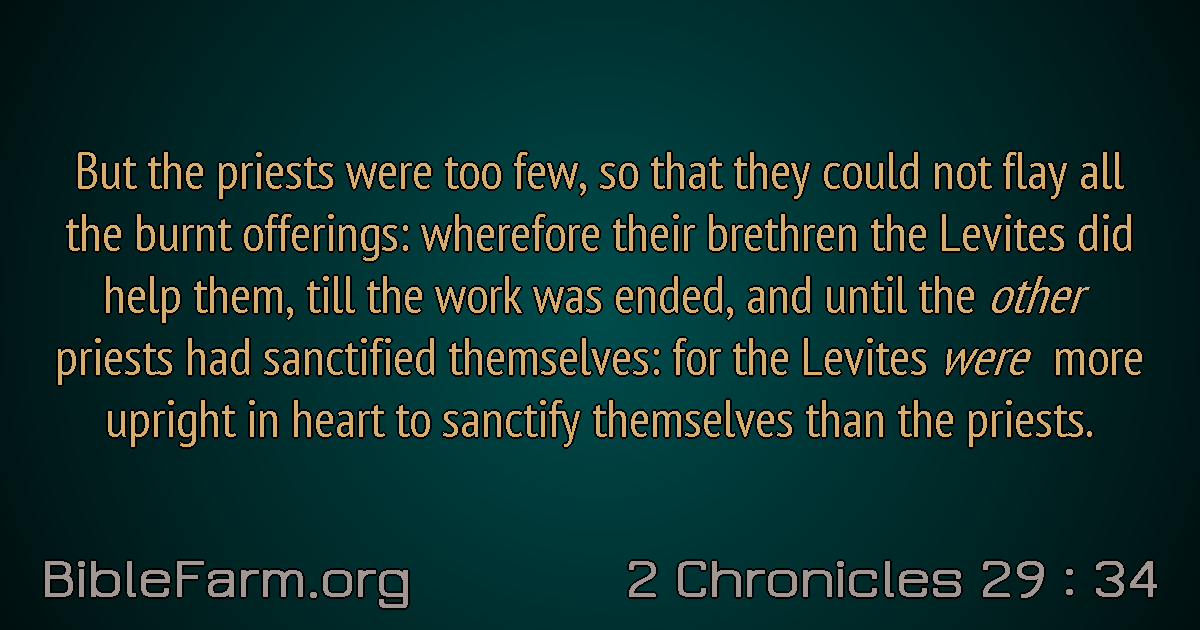 But the priests were too few, so that they could not flay all
the burnt offerings: wherefore their brethren the Levites did
help them, till the work was ended, and until the other
priests had sanctified themselves: for the Levites were more
upright in heart to sanctify themselves than the priests.
BibleFarm.org
2 Chronicles 29 : 34